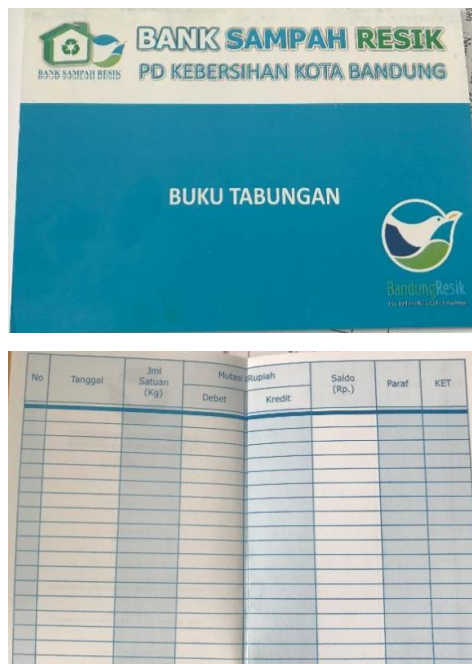 BANK SAMPAH RESIK
BANK SAMPAH RESIK
PD KEBERSIHAN KOTA BANDUNG
BUKU TABUNGAN
BandungResik
No Tanggal Jml Satuan (Kg) Mutasi Rupiah Debet Kredit Saldo (Rp.) Paraf KET